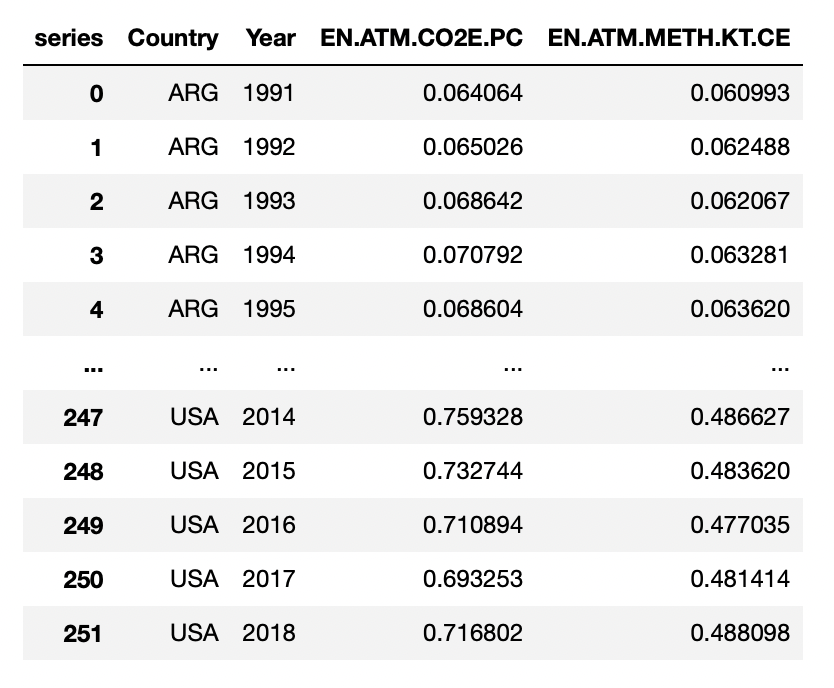 series Country Year EN.ATM.CO2E.PC EN.ATM.METH.KT.CE
0 ARG 1991 0.064064 0.060993
1 ARG 1992 0.065026 0.062488
2 ARG 1993 0.068642 0.062067
3 ARG 1994 0.070792 0.063281
4 ARG 1995 0.068604 0.063620
... ... ... ... ...
247 USA 2014 0.759328 0.486627
248 USA 2015 0.732744 0.483620
249 USA 2016 0.710894 0.477035
250 USA 2017 0.693253 0.481414
251 USA 2018 0.716802 0.488098